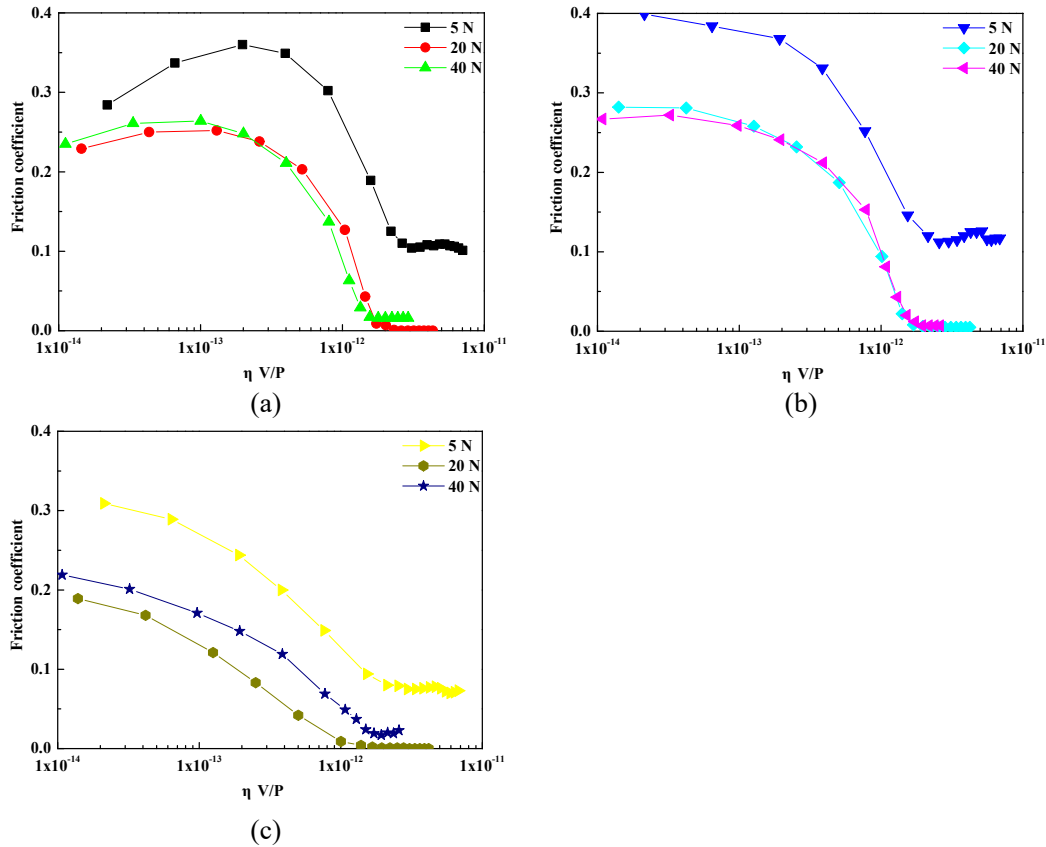 0.4
0.3
0.2
0.1
0.0
Friction coefficient
5 N
20 N
40 N
1x10⁻¹⁴ 1x10⁻¹³ 1x10⁻¹² 1x10⁻¹¹
η V/P
(a)
0.4
0.3
0.2
0.1
0.0
Friction coefficient
5 N
20 N
40 N
1x10⁻¹⁴ 1x10⁻¹³ 1x10⁻¹² 1x10⁻¹¹
η V/P
(b)
0.4
0.3
0.2
0.1
0.0
Friction coefficient
5 N
20 N
40 N
1x10⁻¹⁴ 1x10⁻¹³ 1x10⁻¹² 1x10⁻¹¹
η V/P
(c)